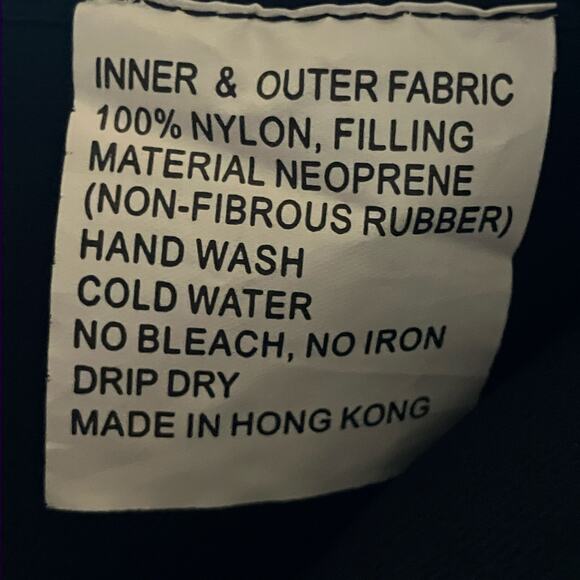 INNER & OUTER FABRIC
100% NYLON, FILLING
MATERIAL NEOPRENE
(NON-FIBROUS RUBBER)
HAND WASH
COLD WATER
NO BLEACH, NO IRON
DRIP DRY
MADE IN HONG KONG